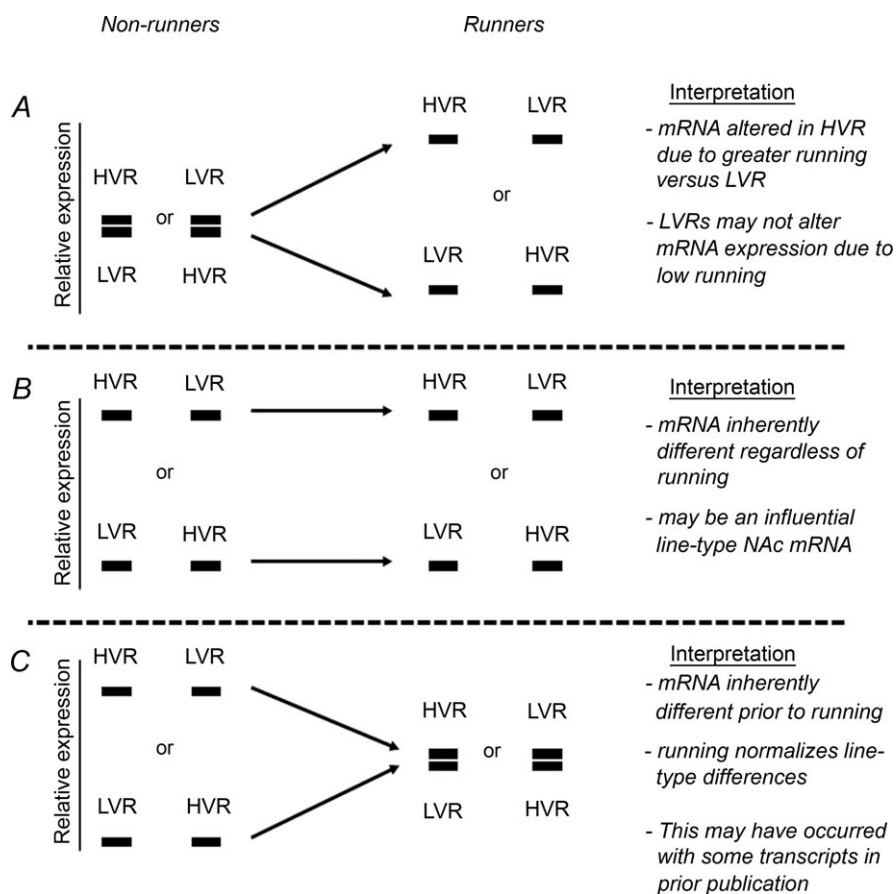 Non-runners
Runners
A
Relative expression
HVR
LVR
or
LVR
HVR
HVR
LVR
or
LVR
HVR
Interpretation
- mRNA altered in HVR
due to greater running
versus LVR
- LVRs may not alter
mRNA expression due to
low running
B
Relative expression
HVR
LVR
or
LVR
HVR
HVR
LVR
or
LVR
HVR
Interpretation
- mRNA inherently
different regardless of
running
- may be an influential
line-type NAc mRNA
C
Relative expression
HVR
LVR
or
LVR
HVR
HVR
LVR
or
LVR
HVR
Interpretation
- mRNA inherently
different prior to running
- running normalizes line-
type differences
- This may have occurred
with some transcripts in
prior publication